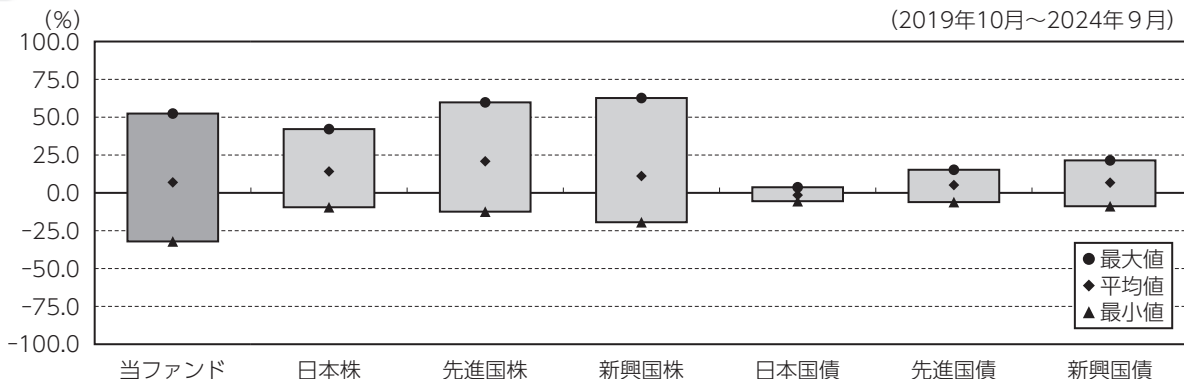 (%)
(2019年10月～2024年9月)
100.0
75.0
50.0
25.0
0.0
-25.0
-50.0
-75.0
-100.0
● 最大値
◆ 平均値
▲ 最小値
当ファンド 日本株 先進国株 新興国株 日本国債 先進国債 新興国債